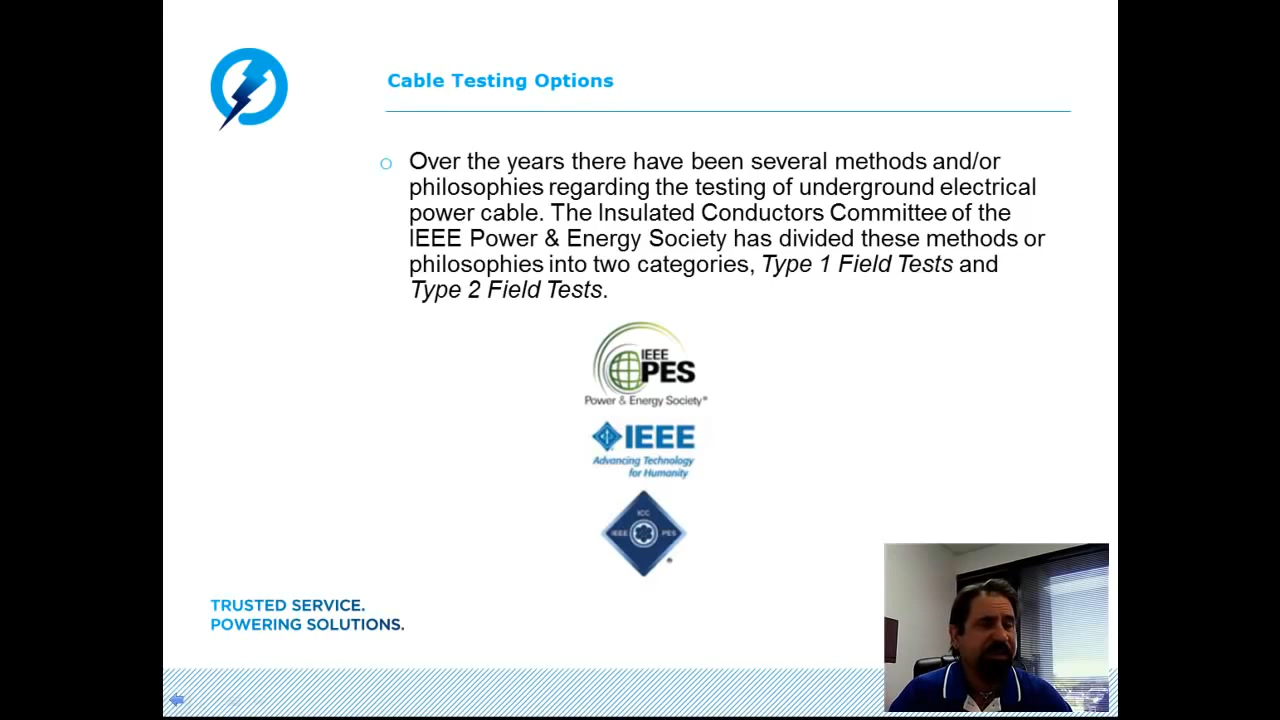 Cable Testing Options
Over the years there have been several methods and/or
philosophies regarding the testing of underground electrical
power cable. The Insulated Conductors Committee of the
IEEE Power & Energy Society has divided these methods or
philosophies into two categories, Type 1 Field Tests and
Type 2 Field Tests.
IEEE
PES
Power & Energy Society®
IEEE
Advancing Technology
for Humanity
ICC
IEEE PES
®
TRUSTED SERVICE.
POWERING SOLUTIONS.